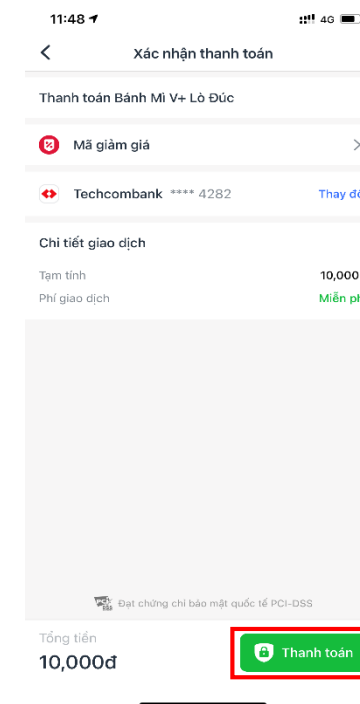 11:48
4G
Xác nhận thanh toán
Thanh toán Bánh Mì V+ Lò Đúc
Mã giảm giá
Techcombank **** 4282 Thay đổ
Chi tiết giao dịch
Tạm tính 10,000
Phí giao dịch Miễn ph
Đạt chứng chỉ bảo mật quốc tế PCI-DSS
Tổng tiền
10,000đ
Thanh toán